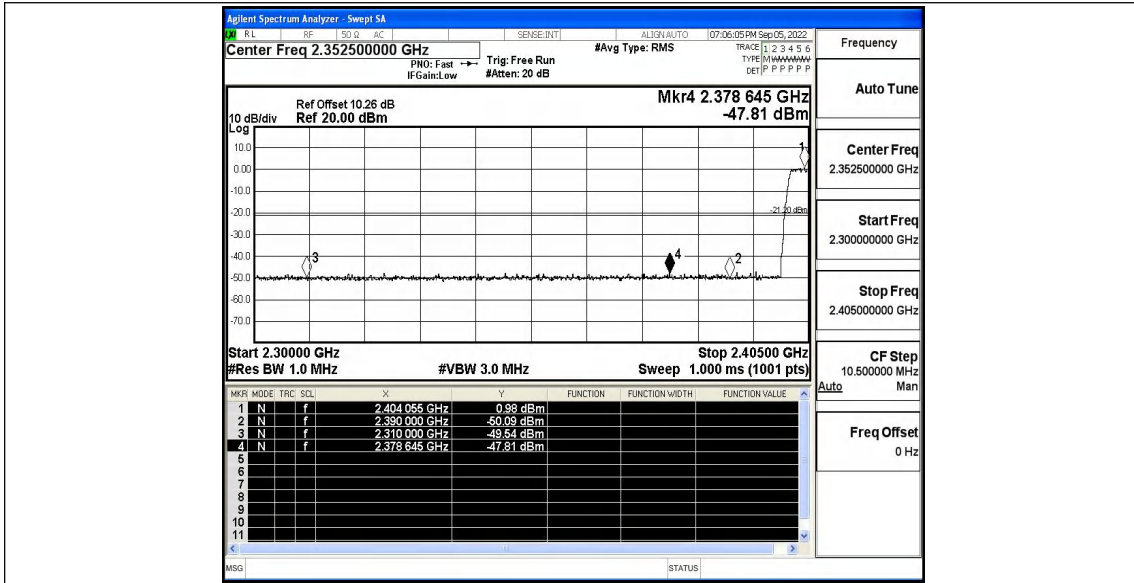 Agilent Spectrum Analyzer - Swept SA
LXI RL RF 50 Ω AC SENSE:INT ALIGN AUTO 07:06:05 PM Sep 05, 2022
Center Freq 2.352500000 GHz
PNO: Fast
IFGain:Low
Trig: Free Run
#Atten: 20 dB
#Avg Type: RMS
TRACE 1 2 3 4 5 6
TYPE M WWWWW
DET P P P P P P
Frequency
Auto Tune
Center Freq
2.352500000 GHz
Start Freq
2.300000000 GHz
Stop Freq
2.405000000 GHz
CF Step
10.500000 MHz
Auto Man
Freq Offset
0 Hz
Mkr4 2.378 645 GHz
-47.81 dBm
Ref Offset 10.26 dB
10 dB/div Ref 20.00 dBm
Log
10.0
0.00
-10.0
-20.0
-30.0
-40.0
-50.0
-60.0
-70.0
1
-21.20 dBm
3
4
2
Start 2.30000 GHz Stop 2.40500 GHz
#Res BW 1.0 MHz #VBW 3.0 MHz Sweep 1.000 ms (1001 pts)
MKR MODE TRC SCL X Y FUNCTION FUNCTION WIDTH FUNCTION VALUE
1 N f 2.404 055 GHz 0.98 dBm
2 N f 2.390 000 GHz -50.09 dBm
3 N f 2.310 000 GHz -49.54 dBm
4 N f 2.378 645 GHz -47.81 dBm
5
6
7
8
9
10
11
MSG STATUS